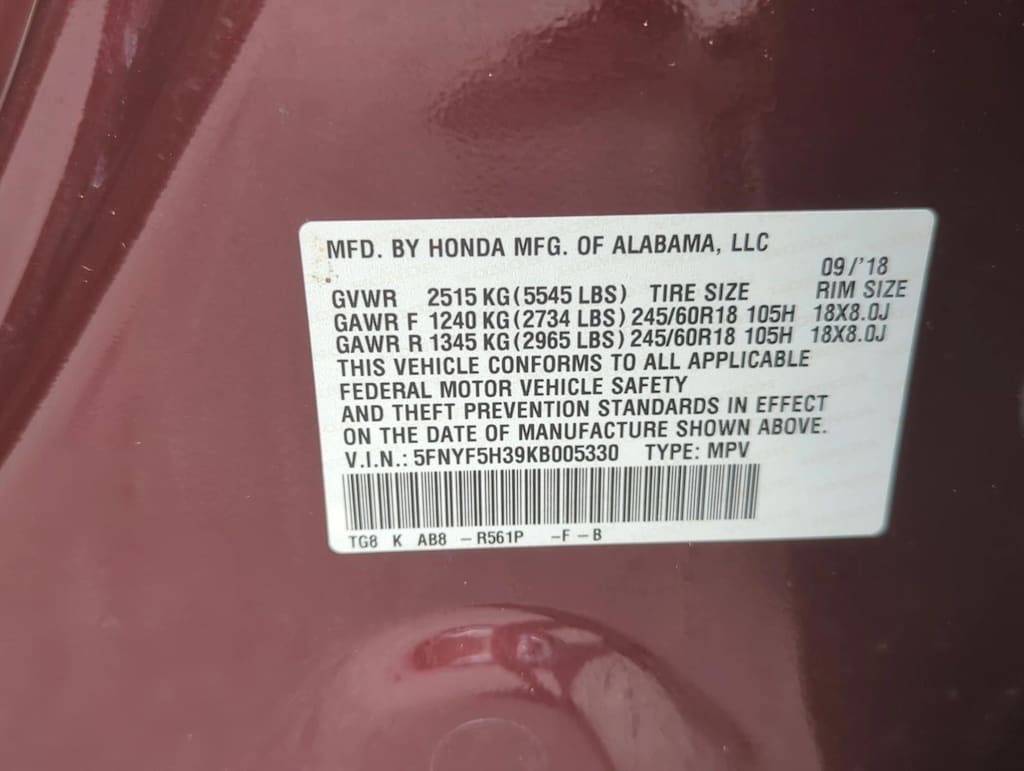 MFD. BY HONDA MFG. OF ALABAMA, LLC
09/'18
GVWR 2515 KG (5545 LBS) TIRE SIZE RIM SIZE
GAWR F 1240 KG (2734 LBS) 245/60R18 105H 18X8.0J
GAWR R 1345 KG (2965 LBS) 245/60R18 105H 18X8.0J
THIS VEHICLE CONFORMS TO ALL APPLICABLE
FEDERAL MOTOR VEHICLE SAFETY
AND THEFT PREVENTION STANDARDS IN EFFECT
ON THE DATE OF MANUFACTURE SHOWN ABOVE.
V.I.N.: 5FNYF5H39KB005330 TYPE: MPV
TG8 K AB8 - R561P - F - B